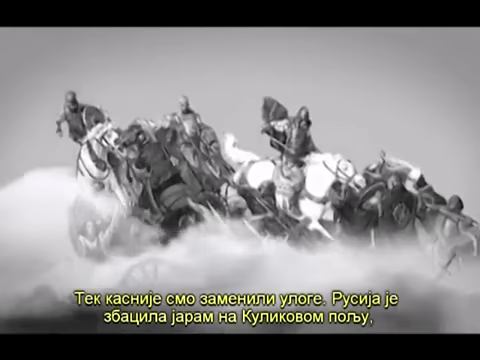 Тек касније смо заменили улоге. Русија је
збацила јарам на Куликовом пољу,